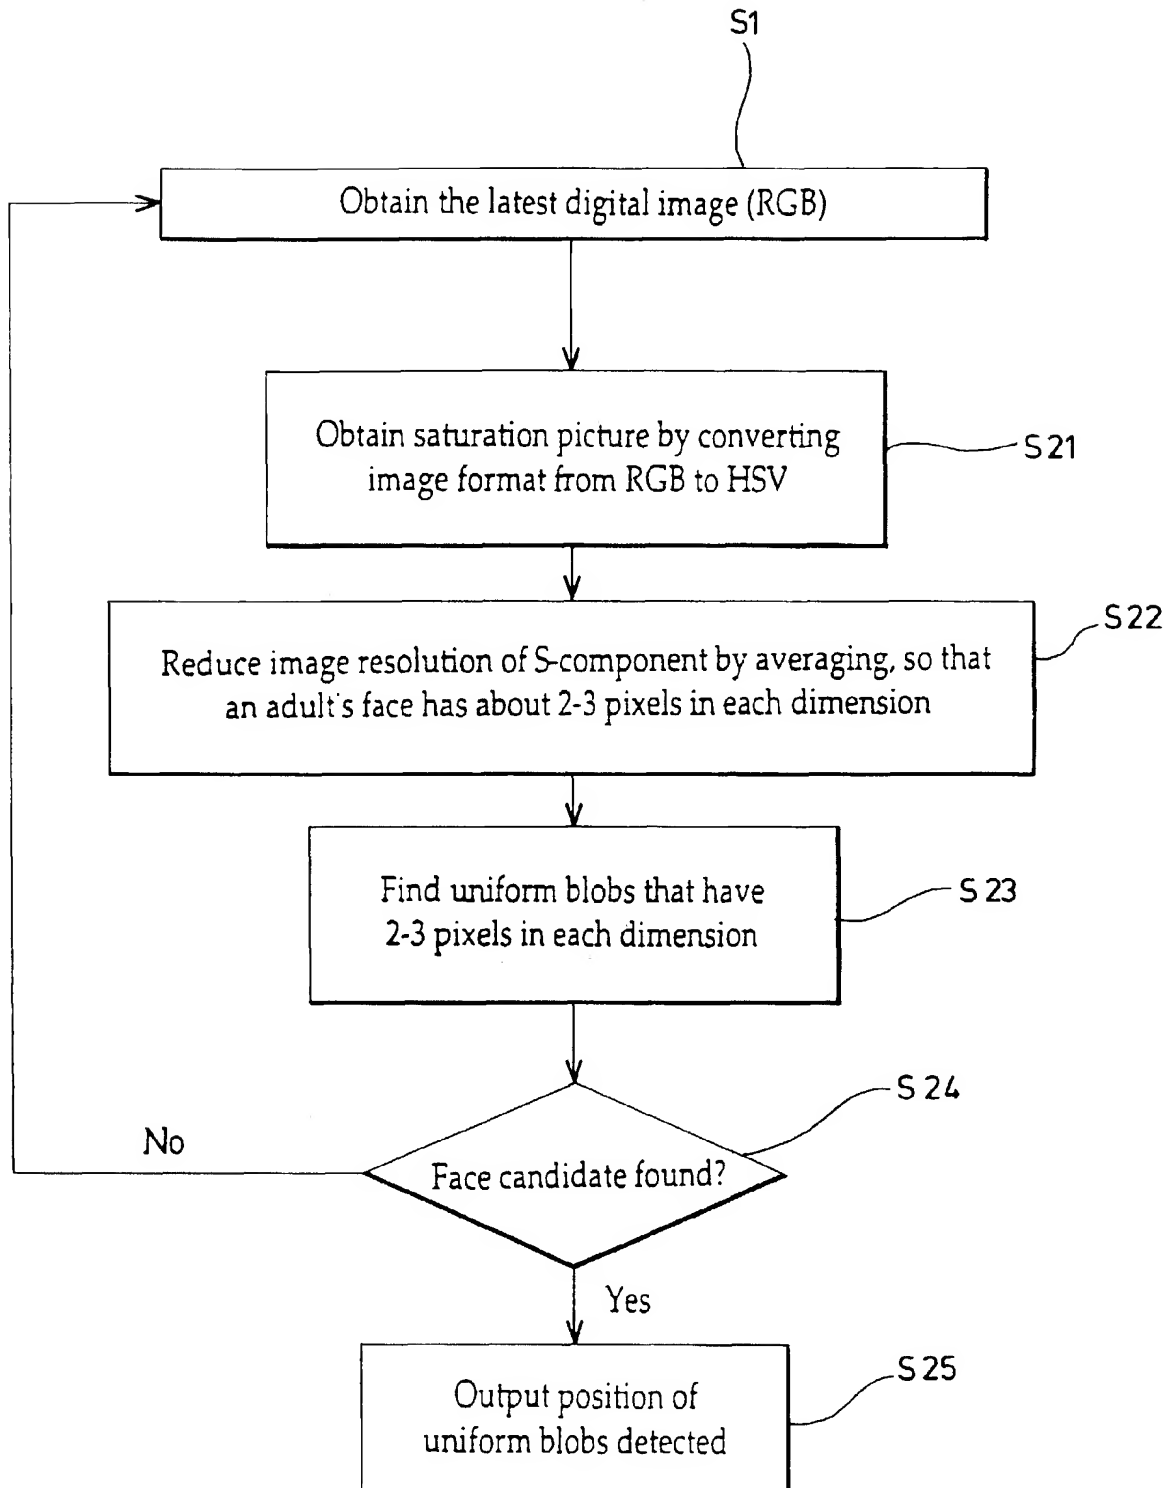 S1
Obtain the latest digital image (RGB)
Obtain saturation picture by converting
image format from RGB to HSV
S21
Reduce image resolution of S-component by averaging, so that
an adult's face has about 2-3 pixels in each dimension
S22
Find uniform blobs that have
2-3 pixels in each dimension
S23
Face candidate found?
S24
No
Yes
Output position of
uniform blobs detected
S25